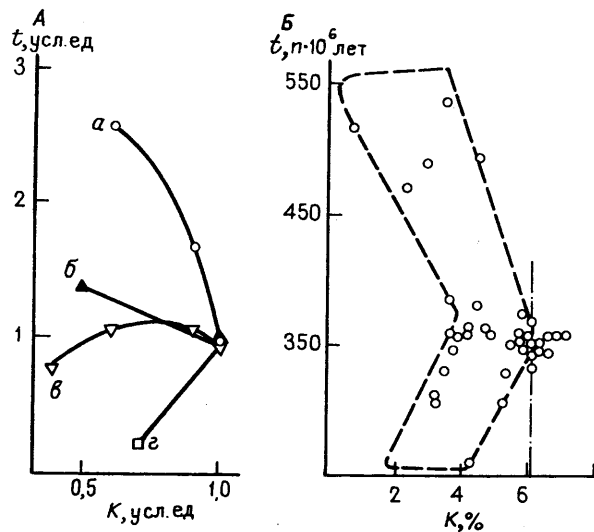 А
t, усл.ед
3
2
1
а
б
в
г
0,5
1,0
К, усл.ед
Б
t, n·10⁶ лет
550
450
350
2
4
6
К, %